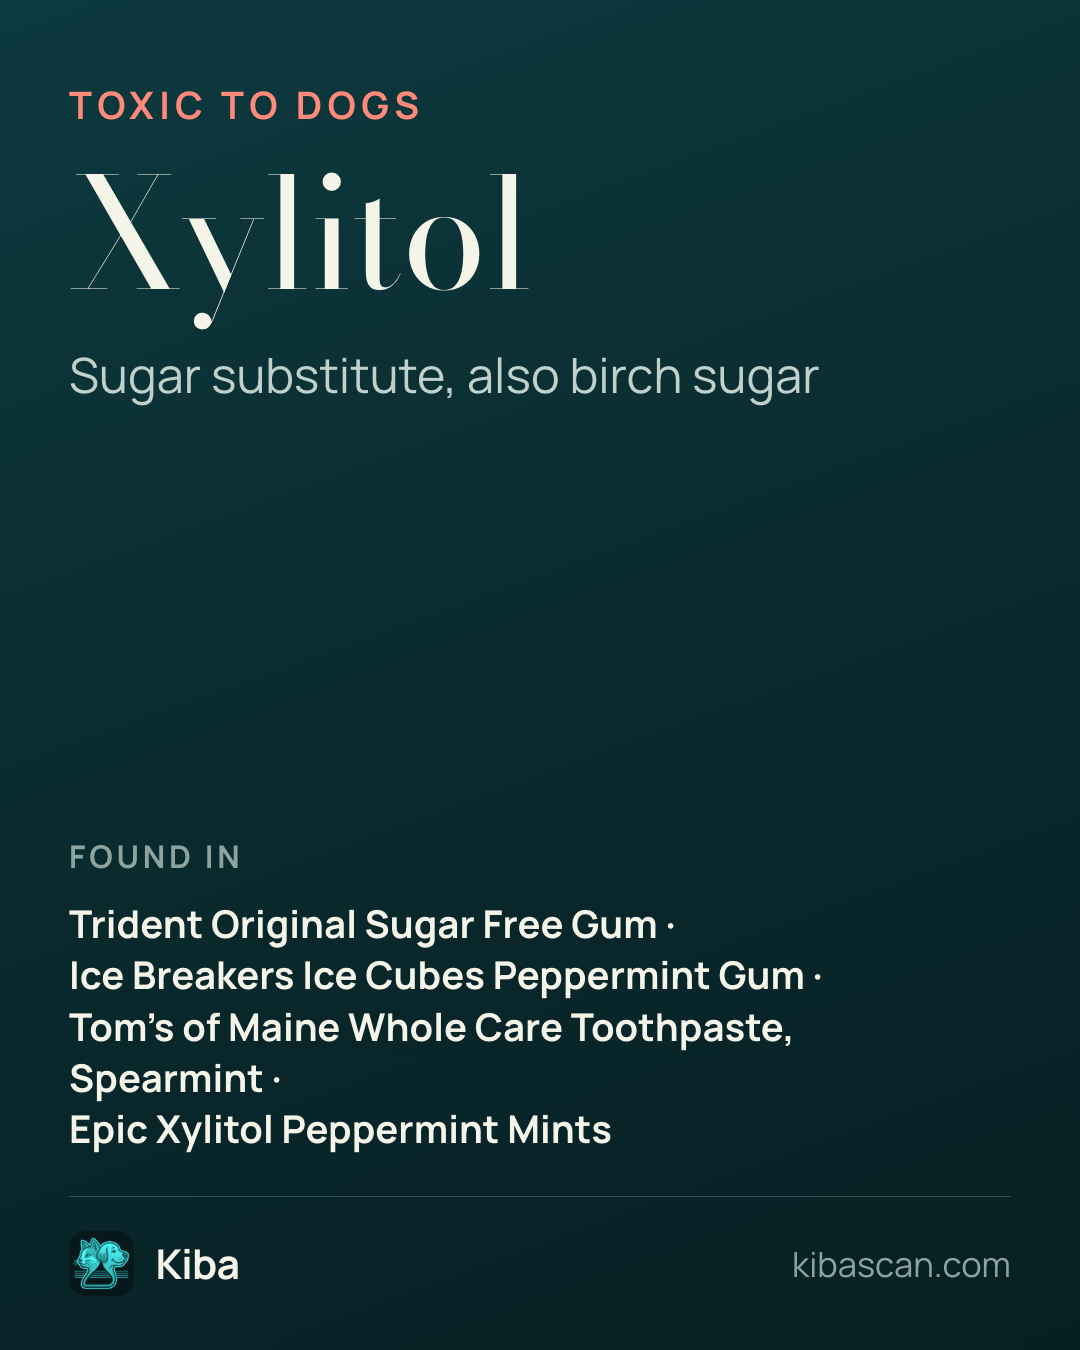 TOXIC TO DOGS
Xylitol
Sugar substitute, also birch sugar
FOUND IN
Trident Original Sugar Free Gum ·
Ice Breakers Ice Cubes Peppermint Gum ·
Tom’s of Maine Whole Care Toothpaste,
Spearmint ·
Epic Xylitol Peppermint Mints
Kiba
kibascan.com